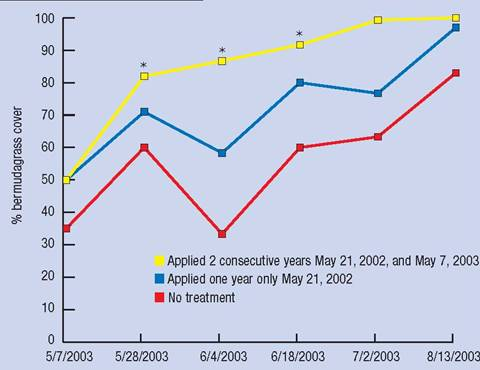 100
90
80
70
60
50
40
30
20
10
0
% bermudagrass cover
*
*
*
Applied 2 consecutive years May 21, 2002, and May 7, 2003
Applied one year only May 21, 2002
No treatment
5/7/2003 5/28/2003 6/4/2003 6/18/2003 7/2/2003 8/13/2003